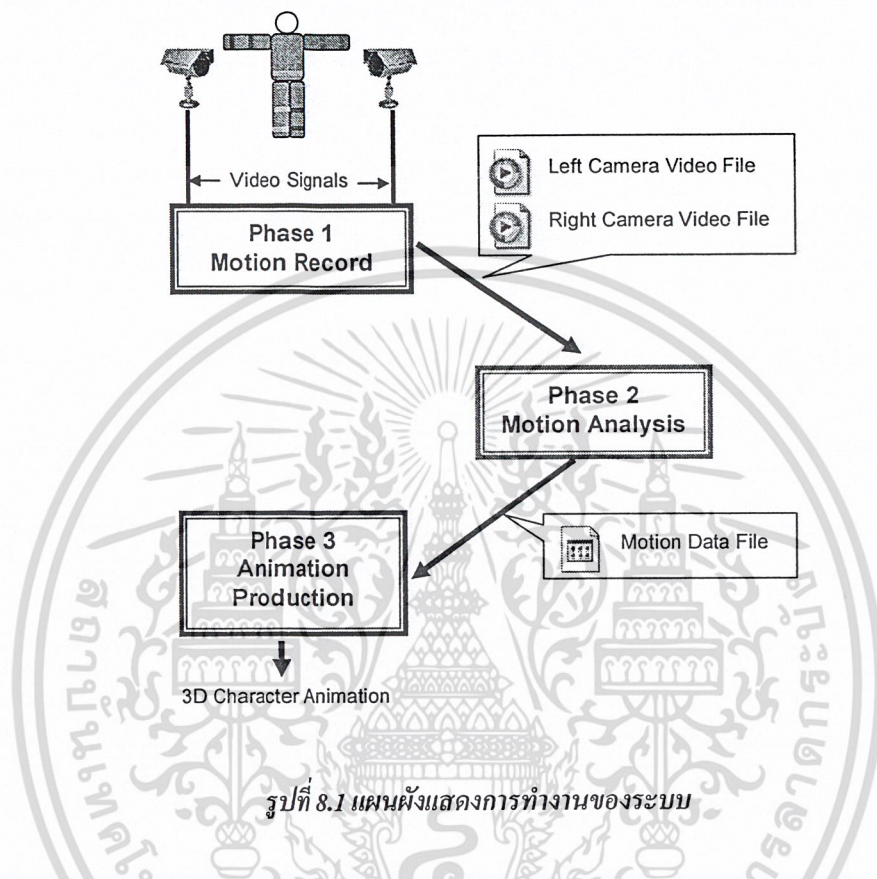 Video Signals
Left Camera Video File
Right Camera Video File
Phase 1
Motion Record
Phase 2
Motion Analysis
Motion Data File
Phase 3
Animation
Production
3D Character Animation
รูปที่ 8.1 แผนผังแสดงการทำงานของระบบ